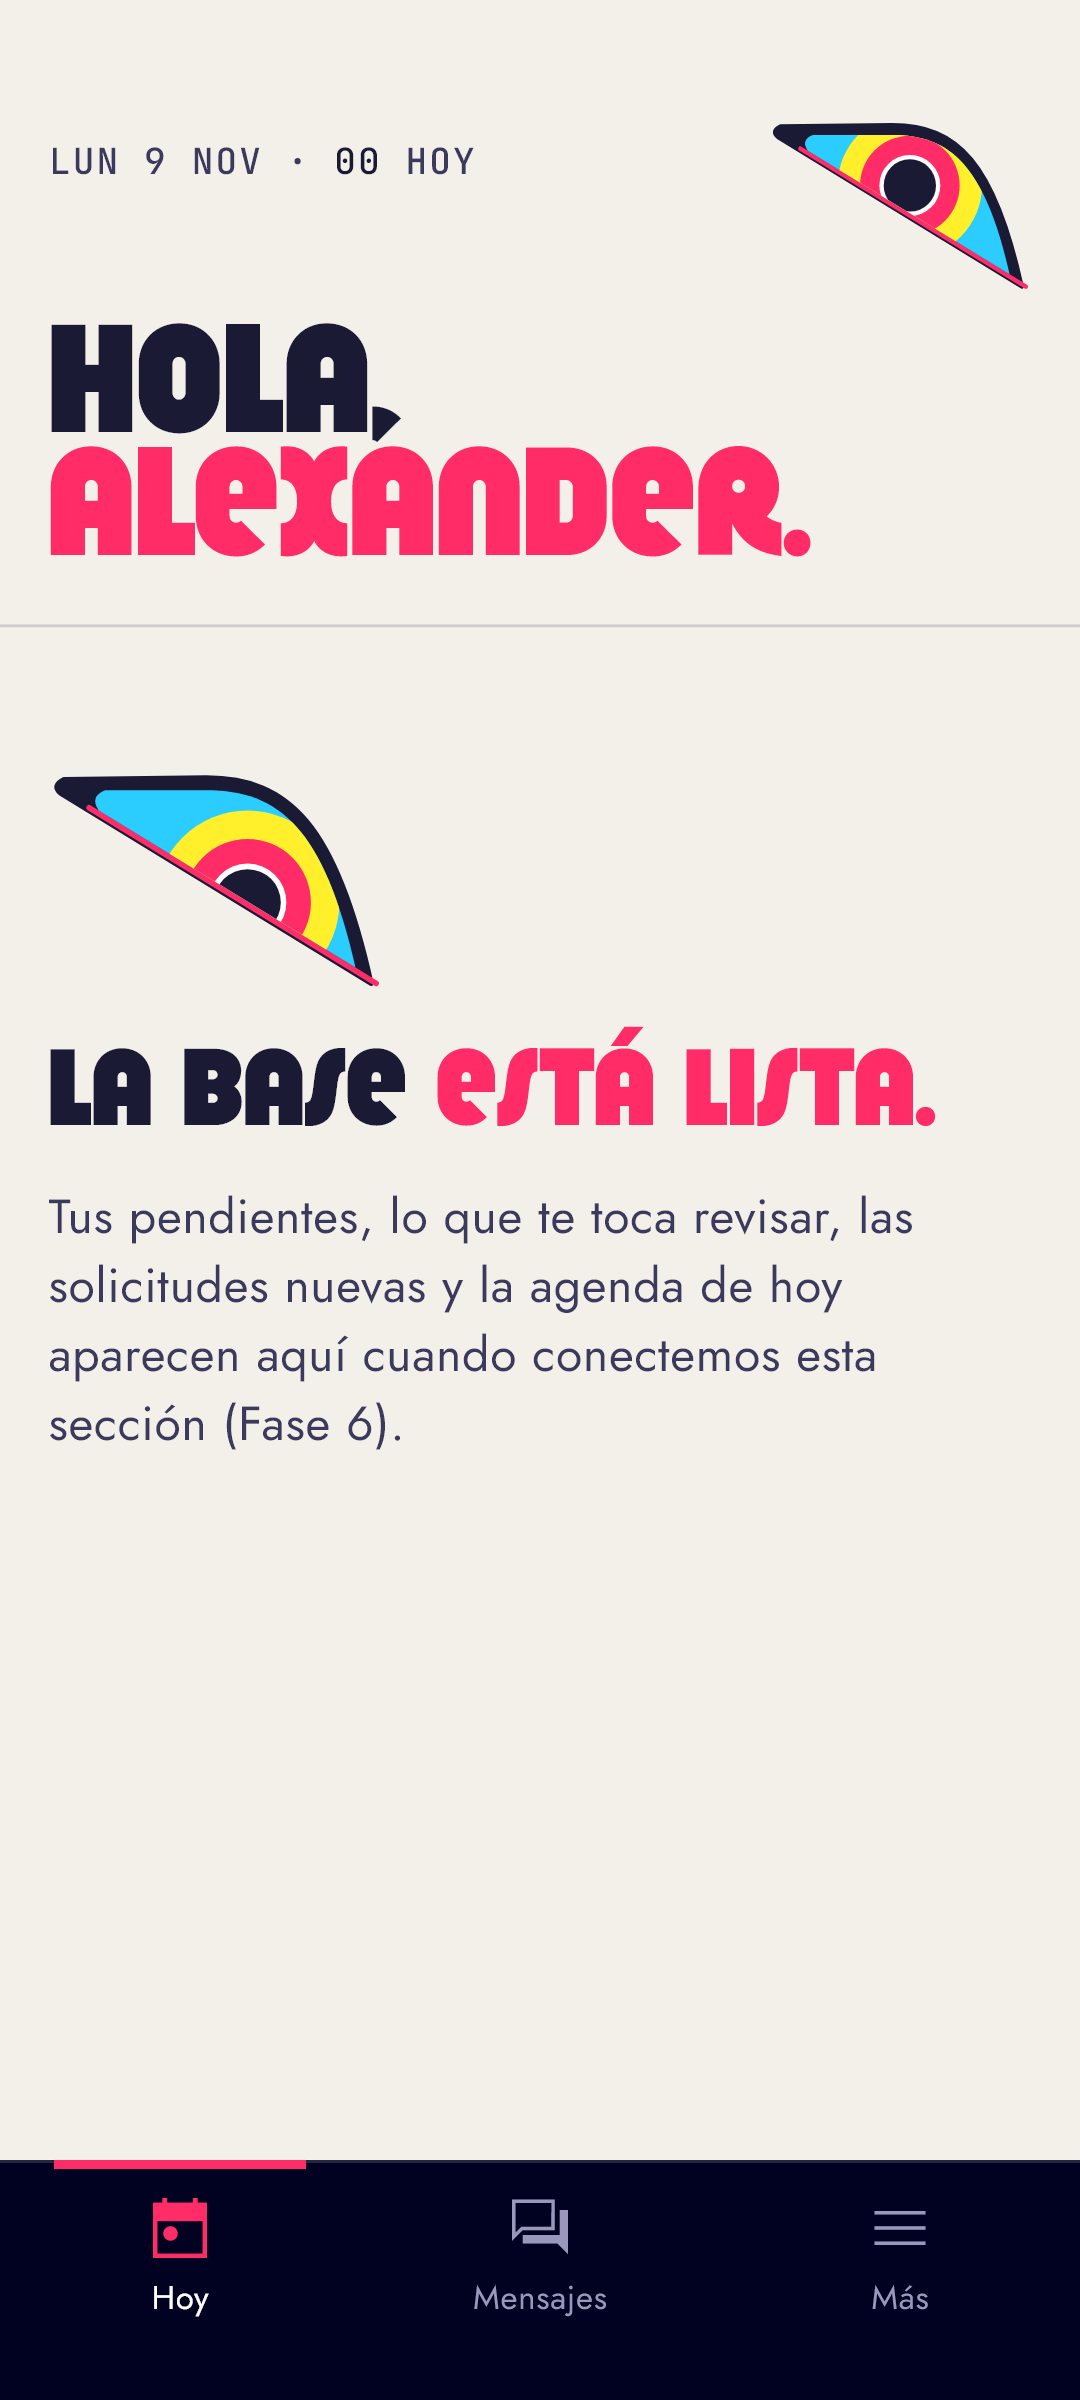 LUN 9 NOV · 00 HOY
HOLA,
ALEXANDER.
LA BASE ESTÁ LISTA.
Tus pendientes, lo que te toca revisar, las
solicitudes nuevas y la agenda de hoy
aparecen aquí cuando conectemos esta
sección (Fase 6).
Hoy
Mensajes
Más